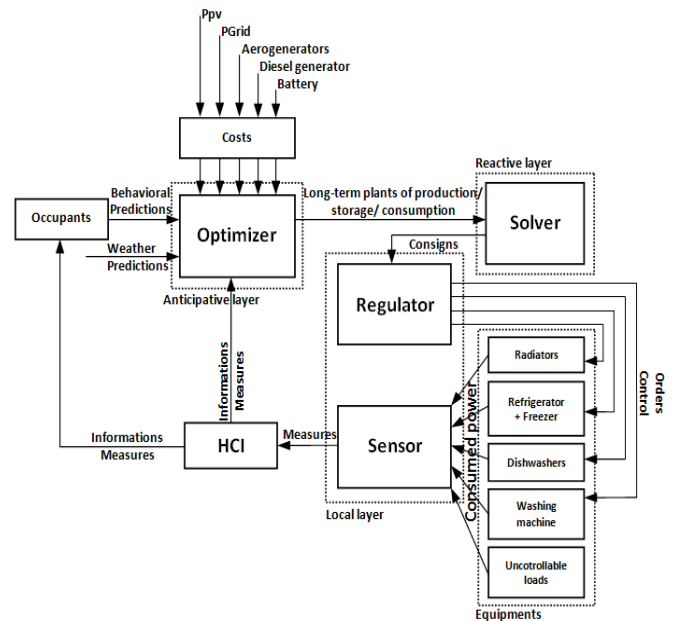 Ppv
PGrid
Aerogenerators
Diesel generator
Battery
Costs
Reactive layer
Behavioral
Predictions
Long-term plants of production/
storage/ consumption
Occupants
Optimizer
Solver
Weather
Predictions
Consigns
Anticipative layer
Regulator
Informations
Measures
Radiators
Orders
Control
Refrigerator
+ Freezer
Consumed power
Informations
Measures
HCI
Measures
Sensor
Dishwashers
Washing
machine
Local layer
Uncotrollable
loads
Equipments